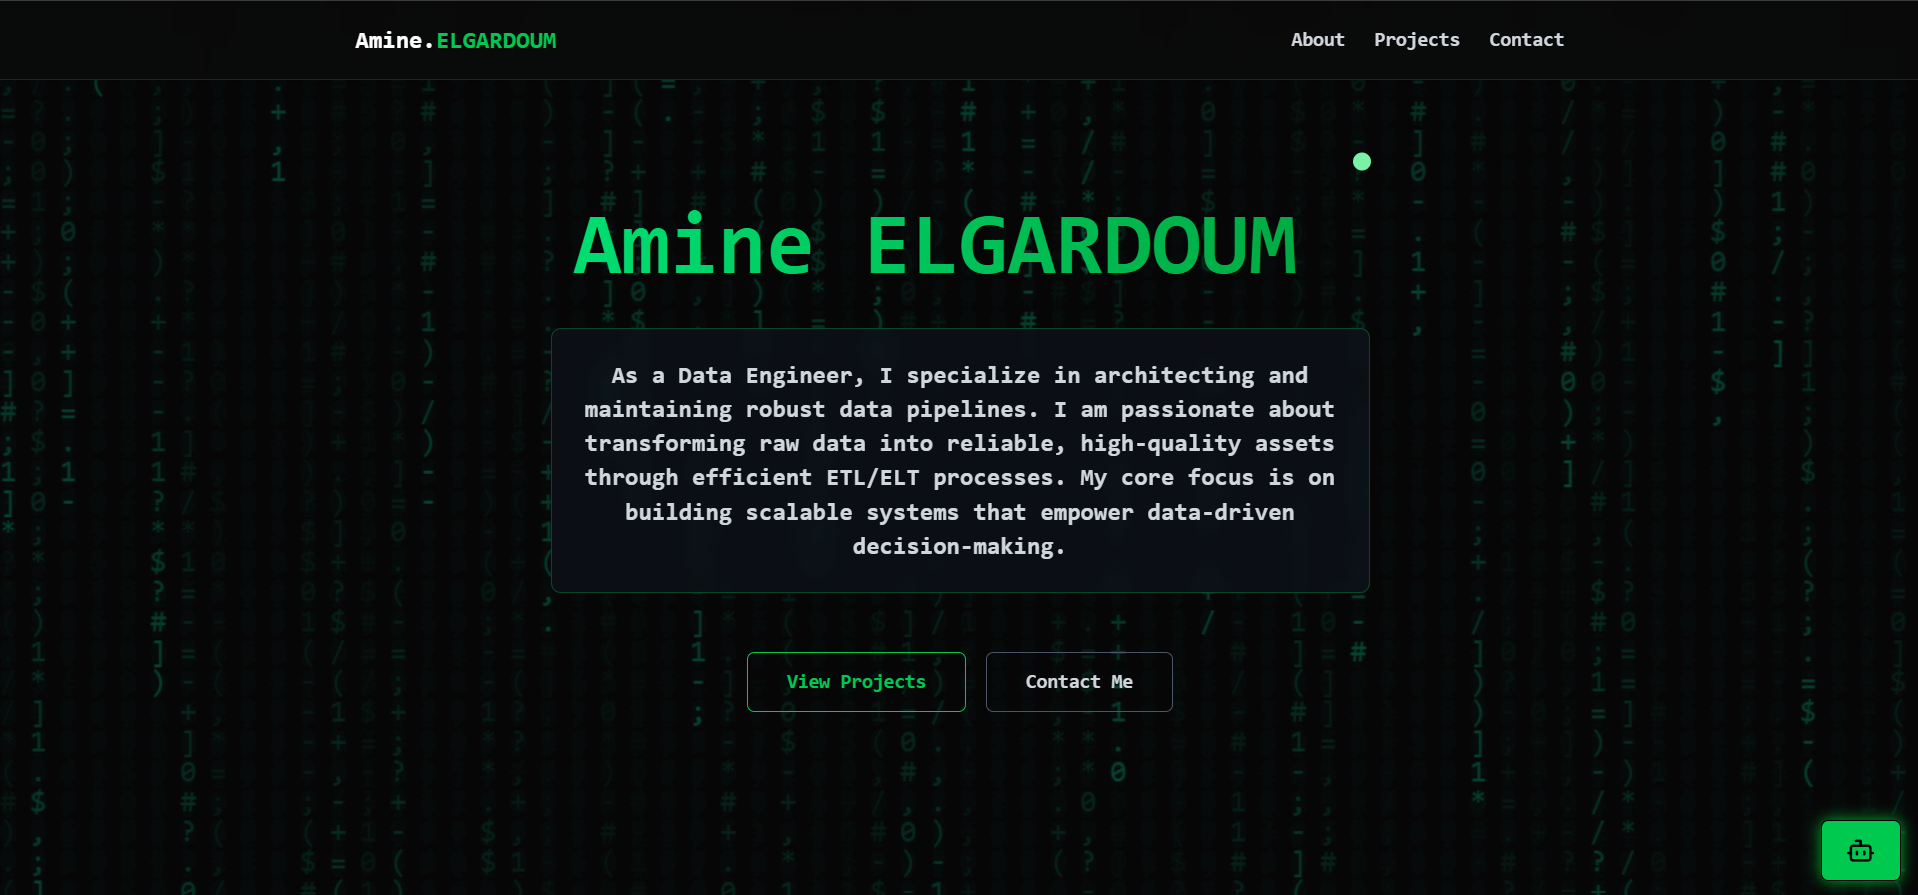 Amine.ELGARDOUM
About Projects Contact
Amine ELGARDOUM
As a Data Engineer, I specialize in architecting and
maintaining robust data pipelines. I am passionate about
transforming raw data into reliable, high-quality assets
through efficient ETL/ELT processes. My core focus is on
building scalable systems that empower data-driven
decision-making.
View Projects
Contact Me